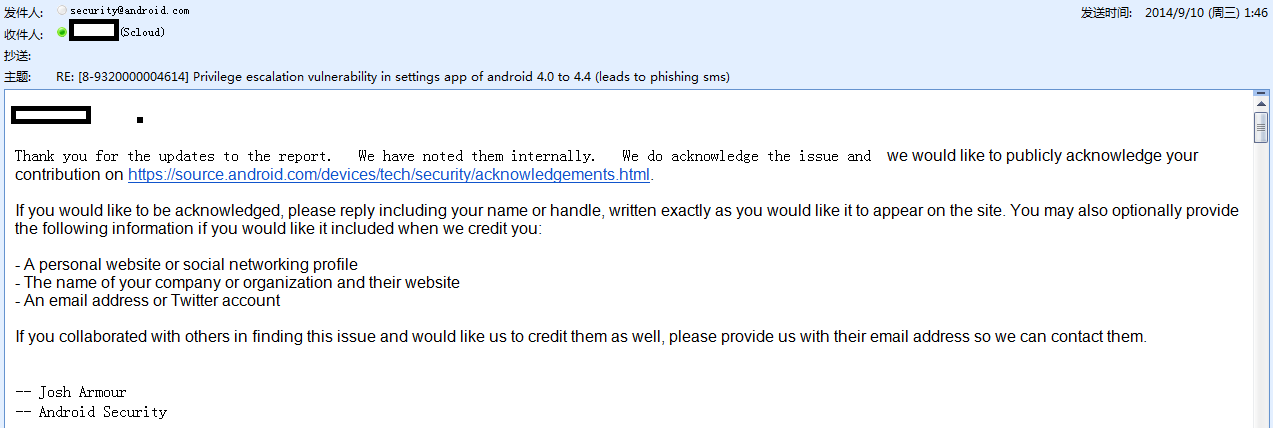 发件人: security@android.com 发送时间: 2014/9/10 (周三) 1:46
收件人: (Scloud)
抄送:
主题: RE: [8-9320000004614] Privilege escalation vulnerability in settings app of android 4.0 to 4.4 (leads to phishing sms)
Thank you for the updates to the report. We have noted them internally. We do acknowledge the issue and we would like to publicly acknowledge your
contribution on https://source.android.com/devices/tech/security/acknowledgements.html.
If you would like to be acknowledged, please reply including your name or handle, written exactly as you would like it to appear on the site. You may also optionally provide
the following information if you would like it included when we credit you:
- A personal website or social networking profile
- The name of your company or organization and their website
- An email address or Twitter account
If you collaborated with others in finding this issue and would like us to credit them as well, please provide us with their email address so we can contact them.
-- Josh Armour
-- Android Security